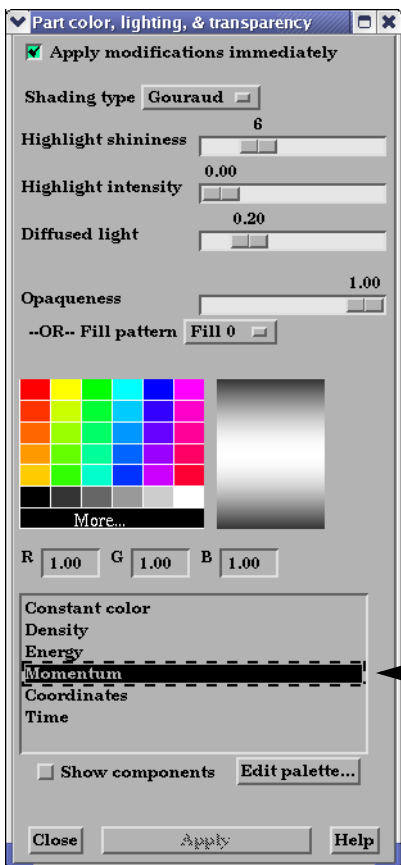 Part color, lighting, & transparency
Apply modifications immediately
Shading type Gouraud
6
Highlight shininess
0.00
Highlight intensity
0.20
Diffused light
1.00
Opaqueness
--OR-- Fill pattern Fill 0
More...
R 1.00 G 1.00 B 1.00
Constant color
Density
Energy
Momentum
Coordinates
Time
Show components Edit palette...
Close Apply Help